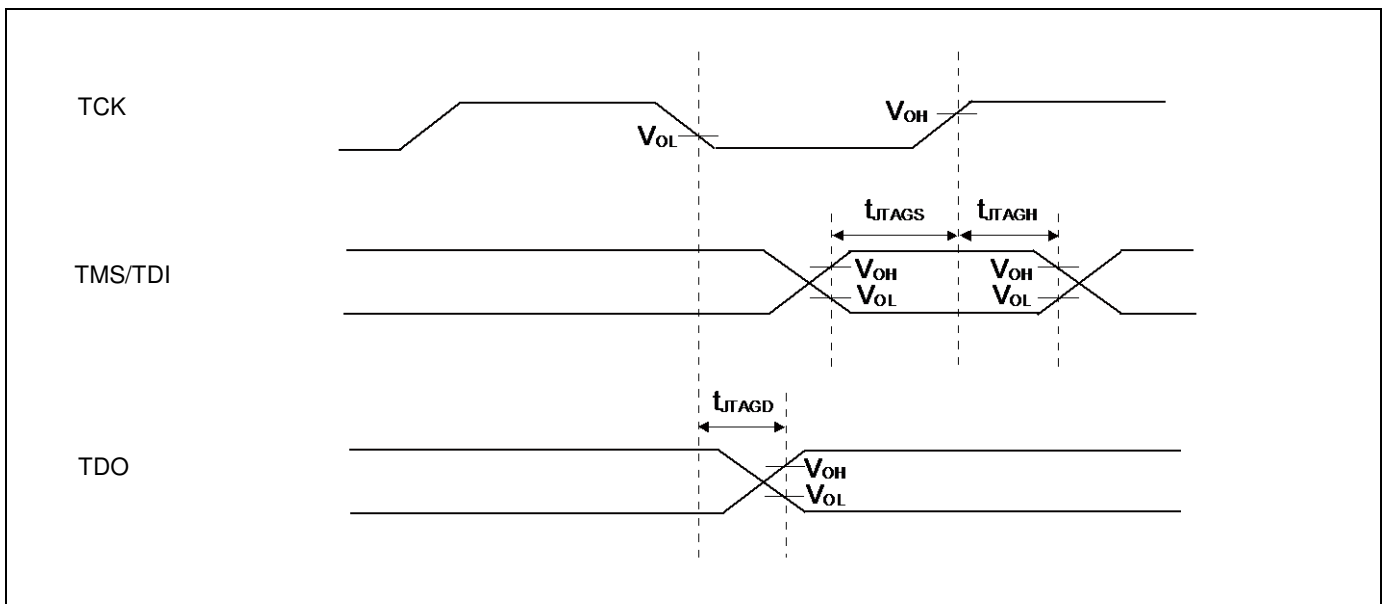 TCK
VOL
VOH
tJTAGS tJTAGH
TMS/TDI
VOH VOH
VOL VOL
tJTAGD
TDO
VOH
VOL